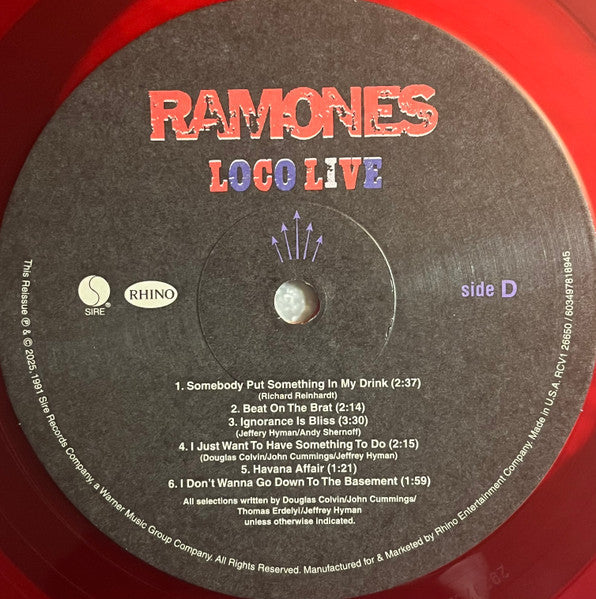 RAMONES
LOCO LIVE
SIRE®
RHINO
side D
1. Somebody Put Something In My Drink (2:37)
(Richard Reinhardt)
2. Beat On The Brat (2:14)
3. Ignorance Is Bliss (3:30)
(Jeffery Hyman/Andy Shernoff)
4. I Just Want To Have Something To Do (2:15)
(Douglas Colvin/John Cummings/Jeffrey Hyman)
5. Havana Affair (1:21)
6. I Don't Wanna Go Down To The Basement (1:59)
All selections written by Douglas Colvin/John Cummings/
Thomas Erdelyi/Jeffrey Hyman
unless otherwise indicated.
This Reissue ℗ & © 2025, 1991 Sire Records Company, a Warner Music Group Company. All Rights Reserved. Manufactured for & Marketed by Rhino Entertainment Company. Made in U.S.A. RCV1 26650 / 603497818945